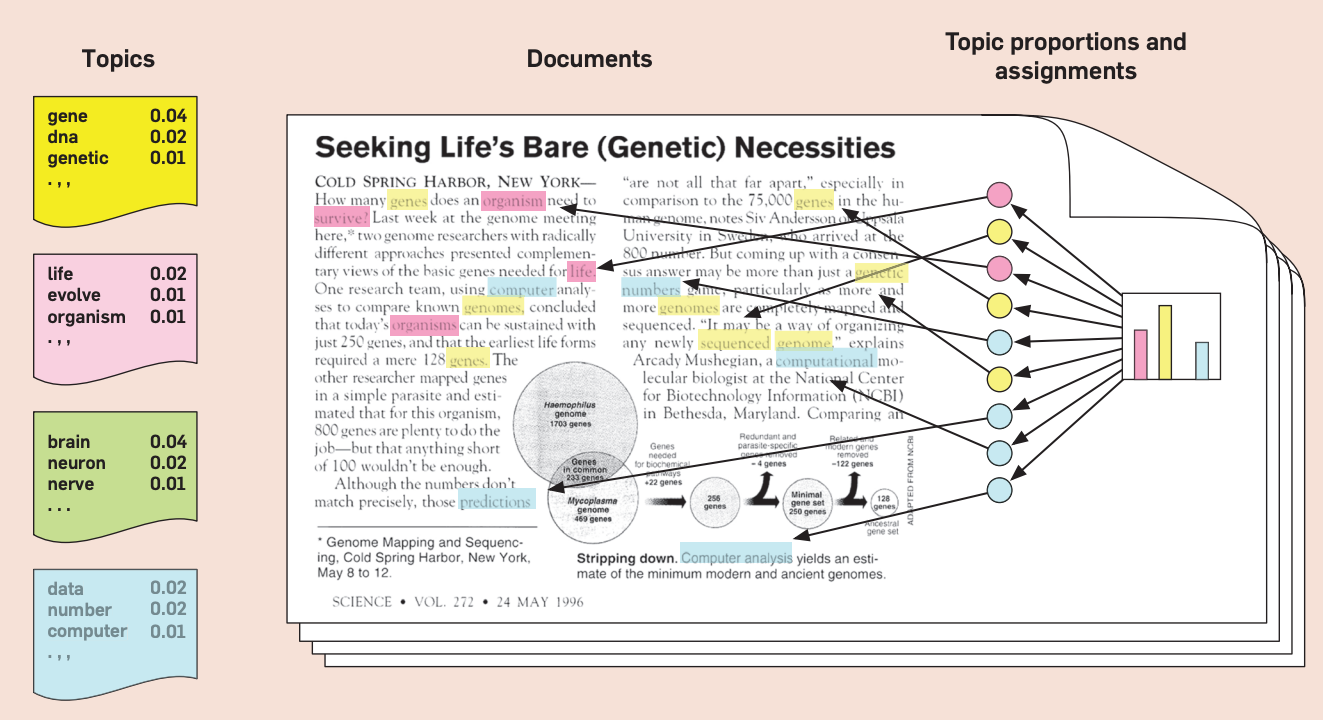 Topics
Documents
Topic proportions and
assignments
gene 0.04
dna 0.02
genetic 0.01
. , ,
life 0.02
evolve 0.01
organism 0.01
. , ,
brain 0.04
neuron 0.02
nerve 0.01
. . .
data 0.02
number 0.02
computer 0.01
. , ,
Seeking Life's Bare (Genetic) Necessities
COLD SPRING HARBOR, NEW YORK—
How many genes does an organism need to
survive? Last week at the genome meeting
here,* two genome researchers with radically
different approaches presented complemen-
tary views of the basic genes needed for life.
One research team, using computer analy-
ses to compare known genomes, concluded
that today's organisms can be sustained with
just 250 genes, and that the earliest life forms
required a mere 128 genes. The
other researcher mapped genes
in a simple parasite and esti-
mated that for this organism,
800 genes are plenty to do the
job—but that anything short
of 100 wouldn't be enough.
Although the numbers don't
match precisely, those predictions
* Genome Mapping and Sequenc-
ing, Cold Spring Harbor, New York,
May 8 to 12.
"are not all that far apart," especially in
comparison to the 75,000 genes in the hu-
man genome, notes Siv Andersson of Uppsala
University in Sweden, who arrived at the
800 number. But coming up with a consen-
sus answer may be more than just a genetic
numbers game, particularly as more and
more genomes are completely mapped and
sequenced. "It may be a way of organizing
any newly sequenced genome," explains
Arcady Mushegian, a computational mo-
lecular biologist at the National Center
for Biotechnology Information (NCBI)
in Bethesda, Maryland. Comparing an
Haemophilus
genome
1703 genes
Genes
in common
233 genes
Mycoplasma
genome
469 genes
Genes
needed
for biochemical
pathways
+22 genes
256
genes
Redundant and
parasite-specific
genes removed
– 4 genes
Minimal
gene set
250 genes
Related and
modern genes
removed
–122 genes
128
genes
Ancestral
gene set
ADAPTED FROM NCBI
Stripping down. Computer analysis yields an esti-
mate of the minimum modern and ancient genomes.
SCIENCE • VOL. 272 • 24 MAY 1996